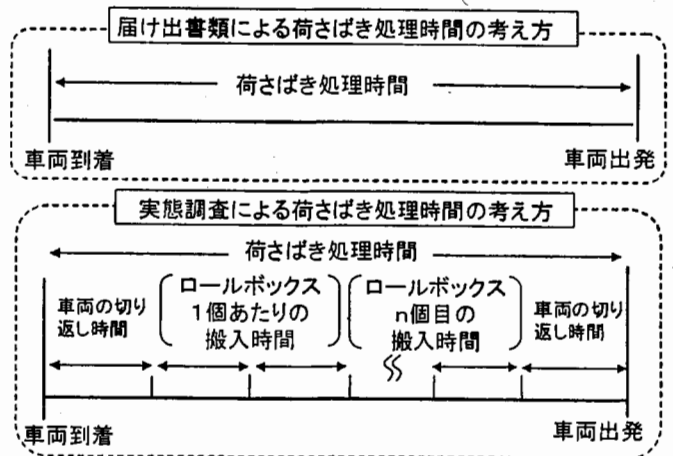 届け出書類による荷さばき処理時間の考え方
荷さばき処理時間
車両到着
車両出発
実態調査による荷さばき処理時間の考え方
荷さばき処理時間
車両の切り
返し時間
ロールボックス
1個あたりの
搬入時間
ロールボックス
n個目の
搬入時間
車両の切り
返し時間
車両到着
車両出発